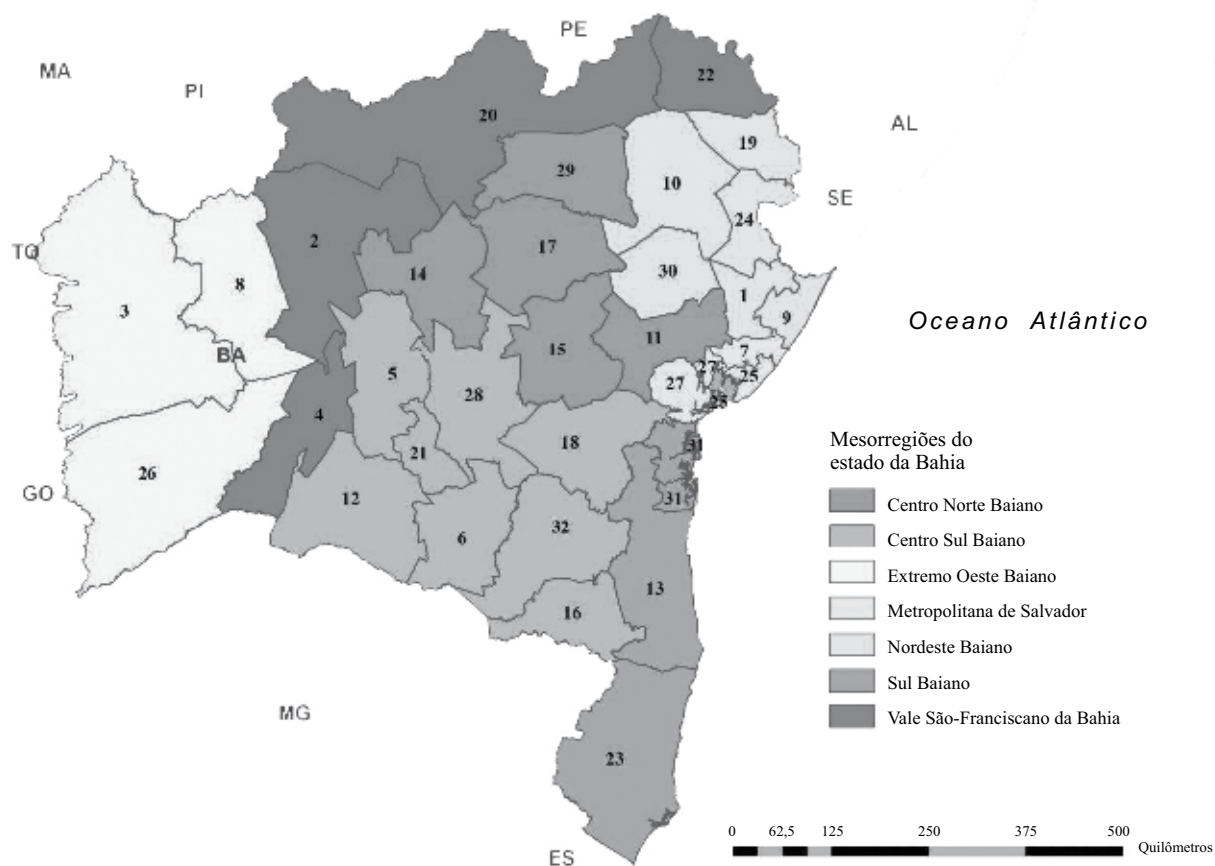 PE
MA
PI
22
20
AL
19
29
10
SE
24
TO
2
17
14
30
8
1
3
9
Oceano Atlântico
11
15
7
BA
5
27
25
27
28
25
4
18
Mesorregiões do
estado da Bahia
31
21
26
GO
12
31
Centro Norte Baiano
6
32
Centro Sul Baiano
Extremo Oeste Baiano
13
16
Metropolitana de Salvador
Nordeste Baiano
Sul Baiano
MG
Vale São-Franciscano da Bahia
23
0 62,5 125 250 375 500
Quilômetros
ES